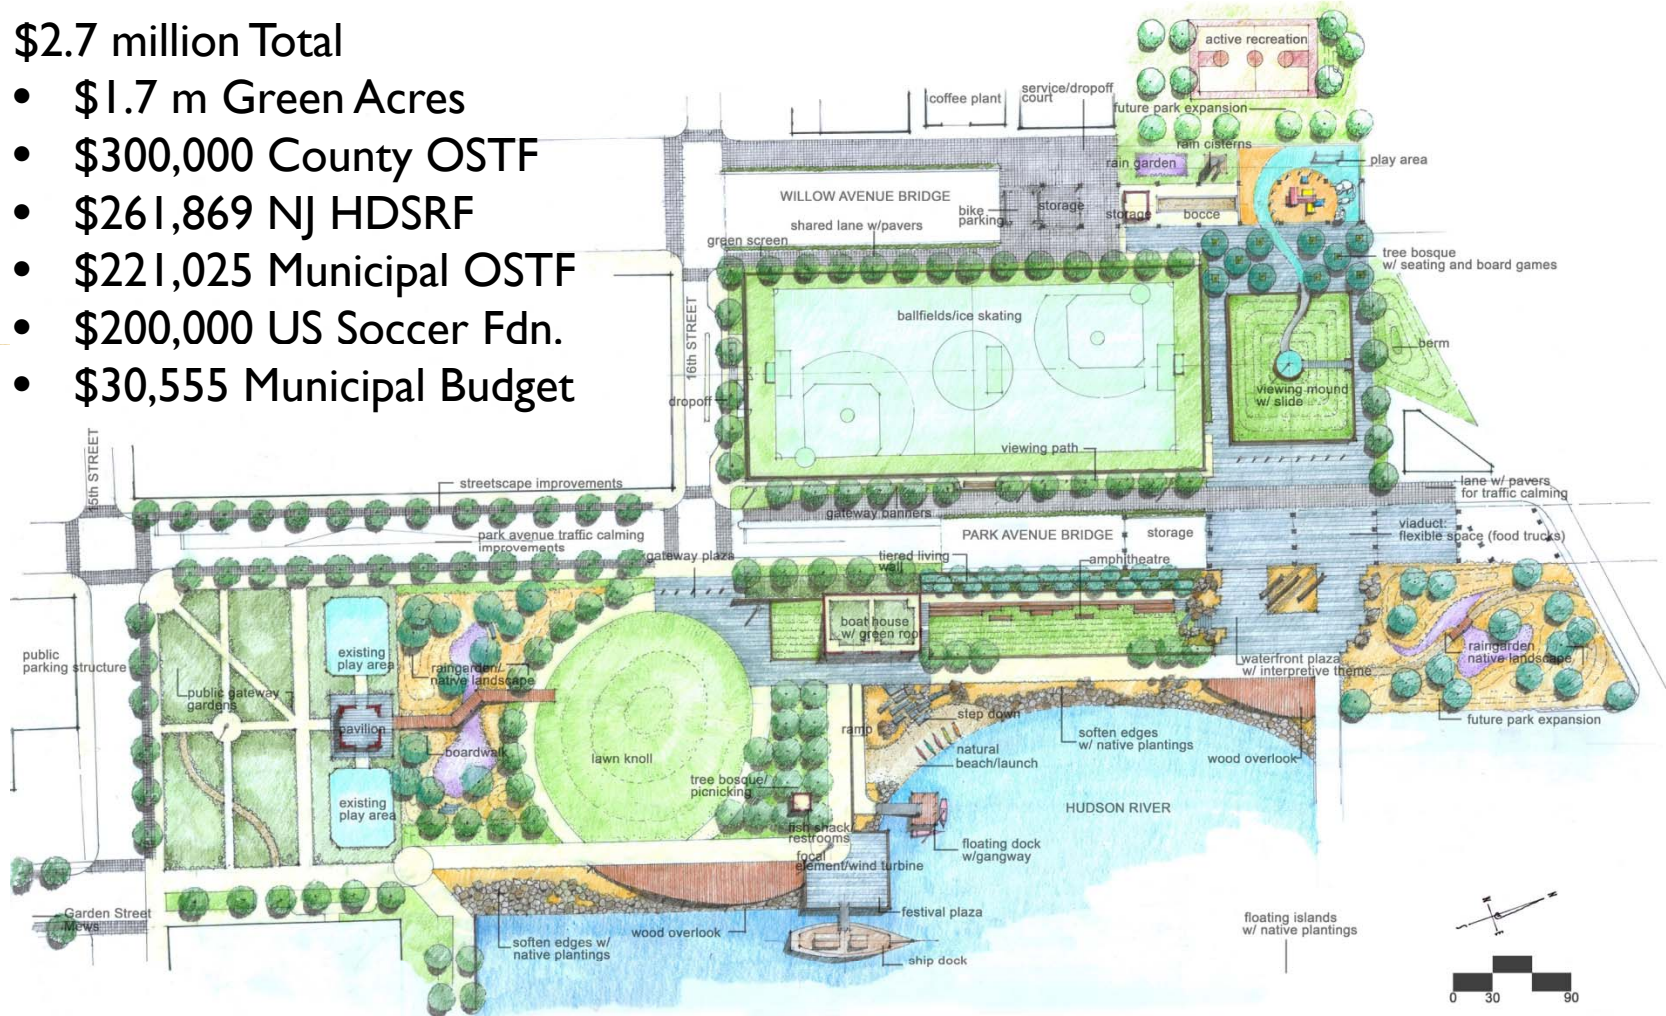 $2.7 million Total
• $1.7 m Green Acres
• $300,000 County OSTF
• $261,869 NJ HDSRF
• $221,025 Municipal OSTF
• $200,000 US Soccer Fdn.
• $30,555 Municipal Budget
active recreation
coffee plant
service/dropoff
court
future park expansion
rain cisterns
rain garden
play area
WILLOW AVENUE BRIDGE
bike
parking
storage
storage
bocce
shared lane w/pavers
green screen
tree bosque
w/ seating and board games
16th STREET
ballfields/ice skating
berm
viewing mound
w/ slide
dropoff
viewing path
15th STREET
streetscape improvements
lane w/ pavers
for traffic calming
gateway banners
park avenue traffic calming
improvements
PARK AVENUE BRIDGE
storage
viaduct:
flexible space (food trucks)
gateway plaza
tiered living
wall
amphitheatre
boat house
w/ green roof
public
parking structure
existing
play area
raingarden/
native landscape
waterfront plaza
w/ interpretive theme
raingarden
native landscape
public gateway
gardens
pavilion
boardwalk
lawn knoll
ramp
step down
natural
beach/launch
soften edges
w/ native plantings
wood overlook
future park expansion
tree bosque/
picnicking
existing
play area
HUDSON RIVER
fish shack/
restrooms
focal
element/wind turbine
floating dock
w/gangway
festival plaza
Garden Street
Mews
soften edges w/
native plantings
wood overlook
ship dock
floating islands
w/ native plantings
0 30 90